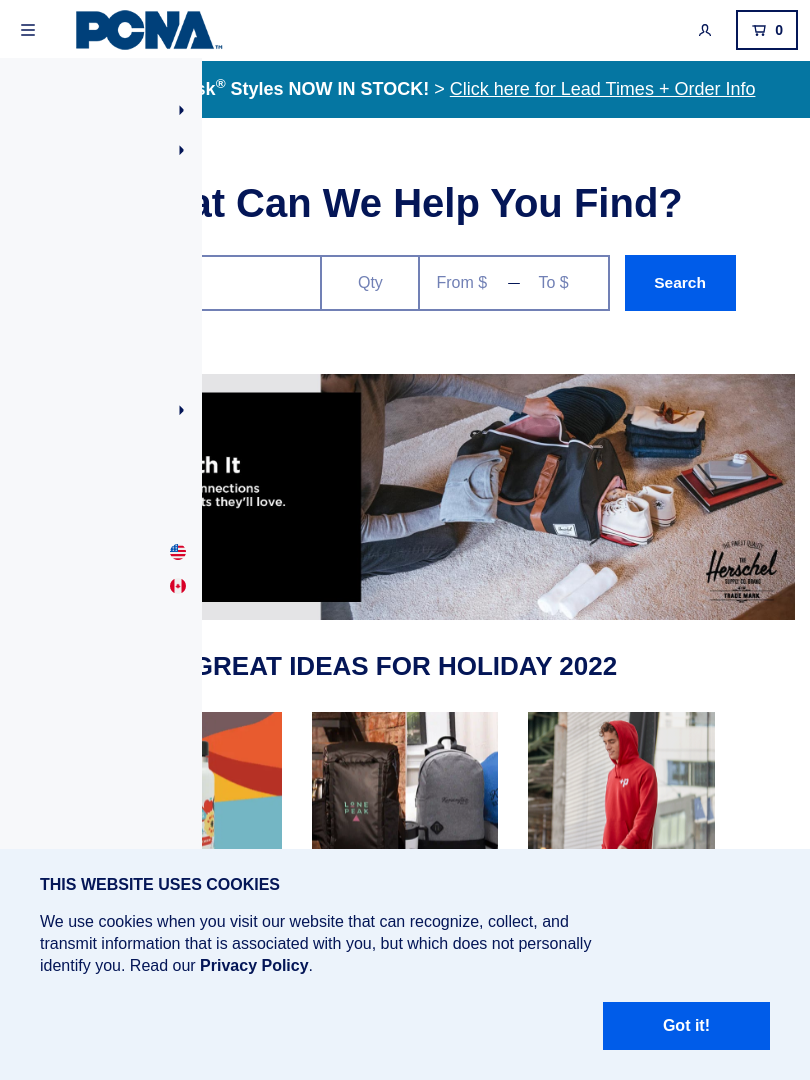 PCNA™
0
sk® Styles NOW IN STOCK! > Click here for Lead Times + Order Info
at Can We Help You Find?
Qty
From $ — To $
Search
th It
nnections
ts they'll love.
THE FINEST QUALITY
THE
Herschel
SUPPLY CO. BRAND
TRADE MARK
GREAT IDEAS FOR HOLIDAY 2022
LONE
PEAK
THIS WEBSITE USES COOKIES
We use cookies when you visit our website that can recognize, collect, and
transmit information that is associated with you, but which does not personally
identify you. Read our Privacy Policy.
Got it!